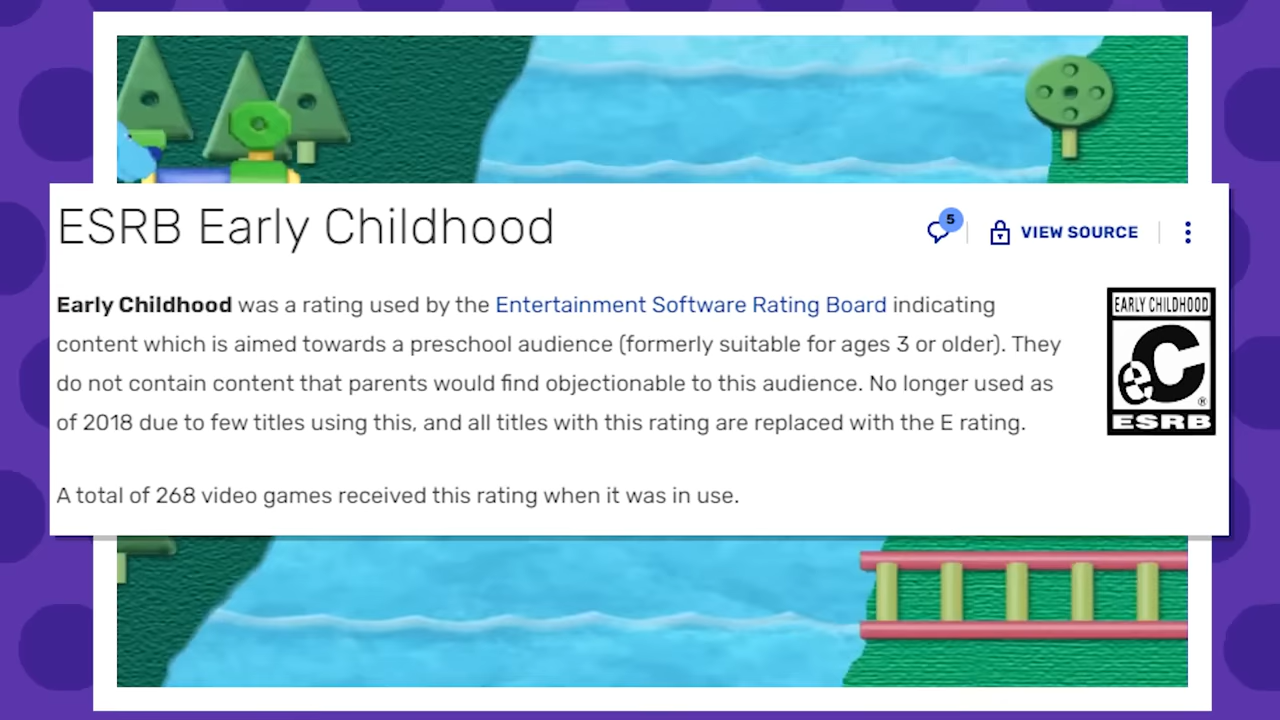 ESRB Early Childhood
5
VIEW SOURCE
Early Childhood was a rating used by the Entertainment Software Rating Board indicating
content which is aimed towards a preschool audience (formerly suitable for ages 3 or older). They
do not contain content that parents would find objectionable to this audience. No longer used as
of 2018 due to few titles using this, and all titles with this rating are replaced with the E rating.
A total of 268 video games received this rating when it was in use.
EARLY CHILDHOOD
eC
®
ESRB